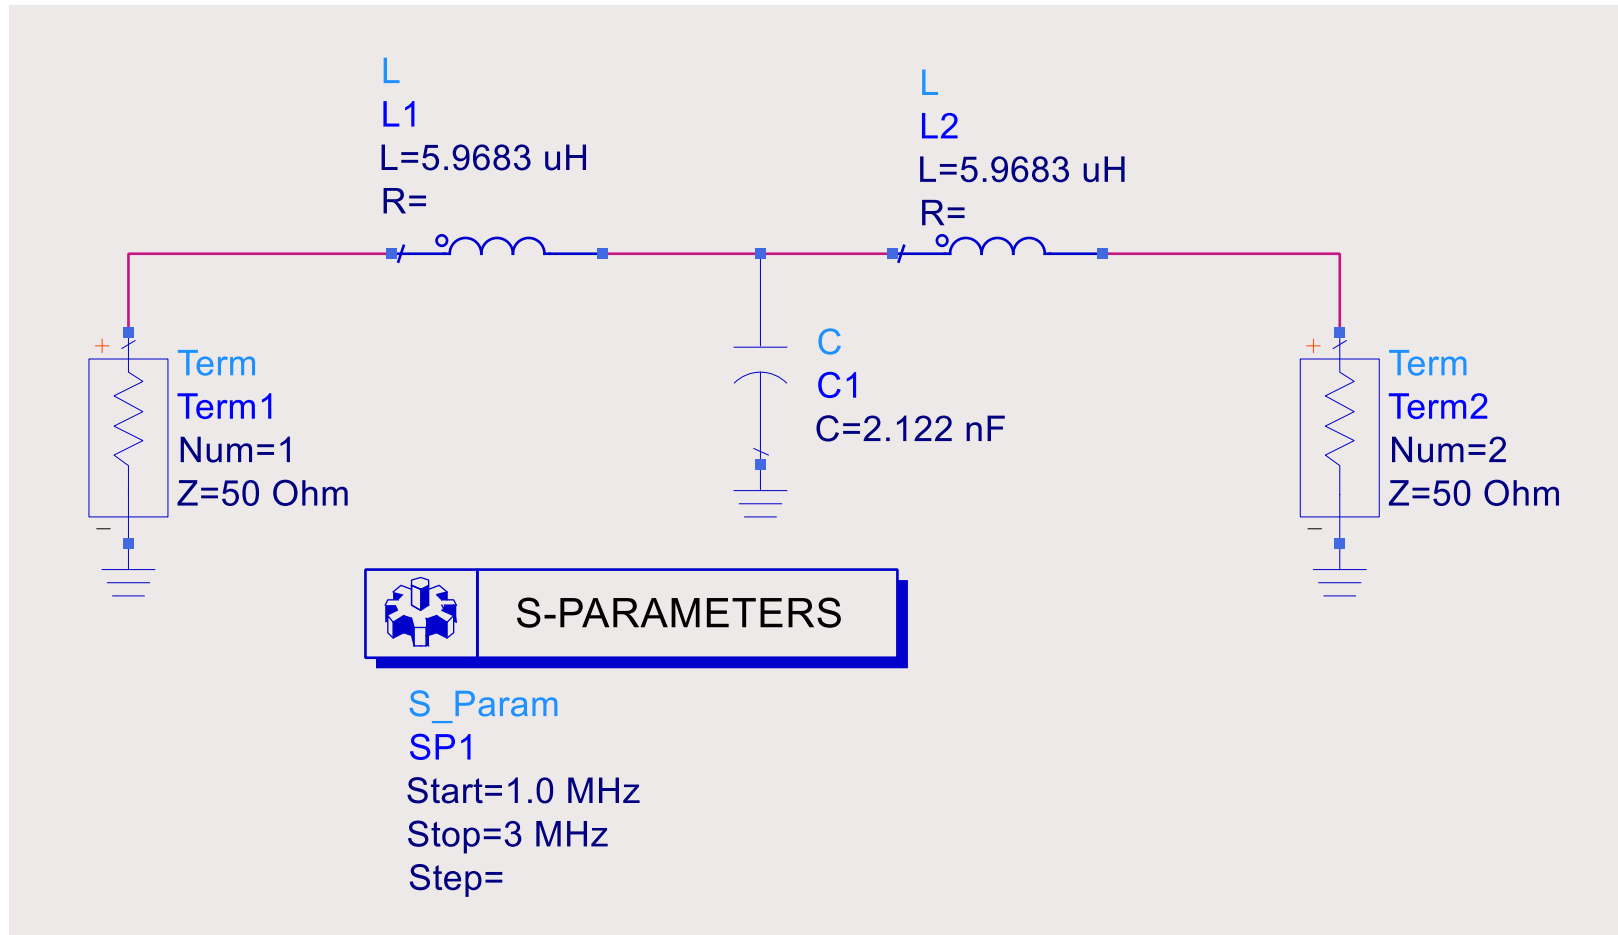 L
L1
L=5.9683 uH
R=
L
L2
L=5.9683 uH
R=
+
Term
Term1
Num=1
Z=50 Ohm
−
C
C1
C=2.122 nF
+
Term
Term2
Num=2
Z=50 Ohm
−
S-PARAMETERS
S_Param
SP1
Start=1.0 MHz
Stop=3 MHz
Step=